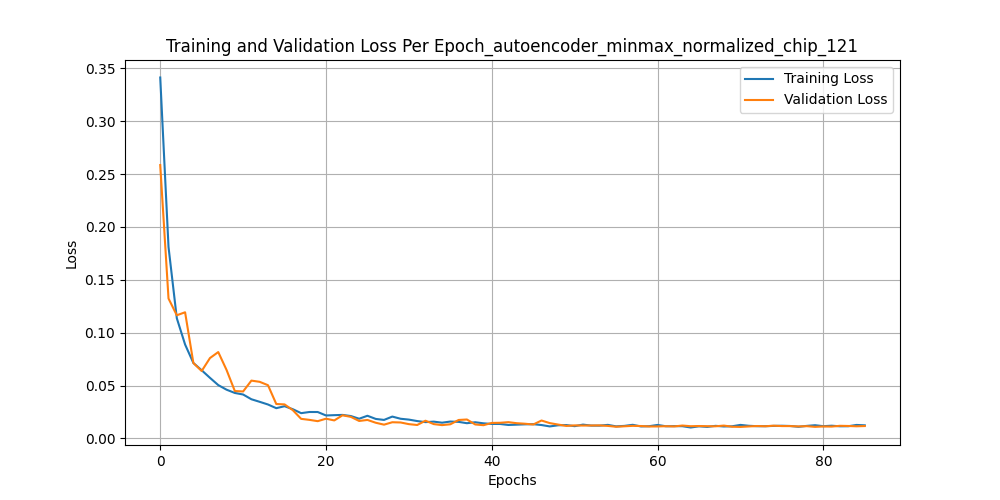 Training and Validation Loss Per Epoch_autoencoder_minmax_normalized_chip_121
Training Loss
Validation Loss
Loss
0.35
0.30
0.25
0.20
0.15
0.10
0.05
0.00
0 20 40 60 80
Epochs